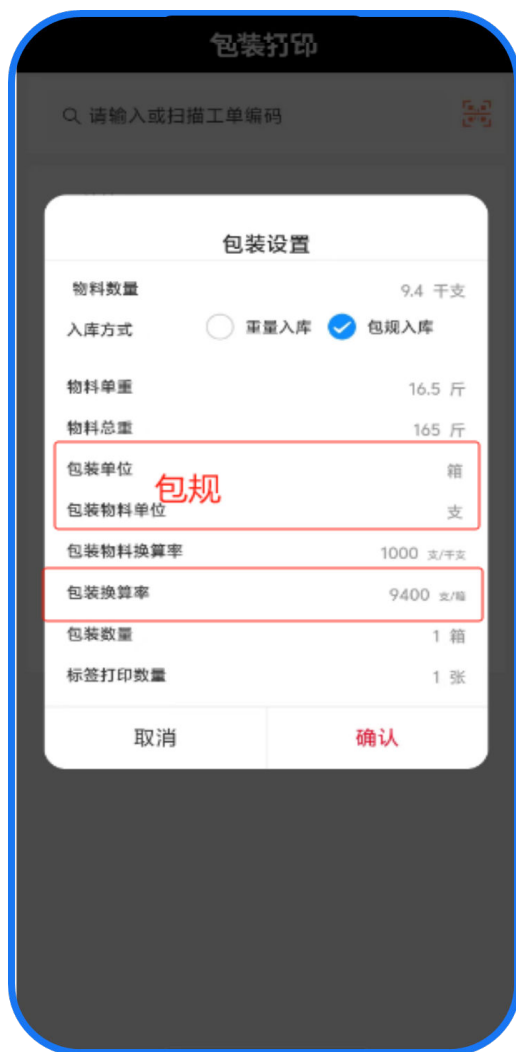 包装打印
请输入或扫描工单编码
包装设置
物料数量 9.4 千支
入库方式 重量入库 包规入库
物料单重 16.5 斤
物料总重 165 斤
包装单位 箱
包规
包装物料单位 支
包装物料换算率 1000 支/千支
包装换算率 9400 支/箱
包装数量 1 箱
标签打印数量 1 张
取消 确认